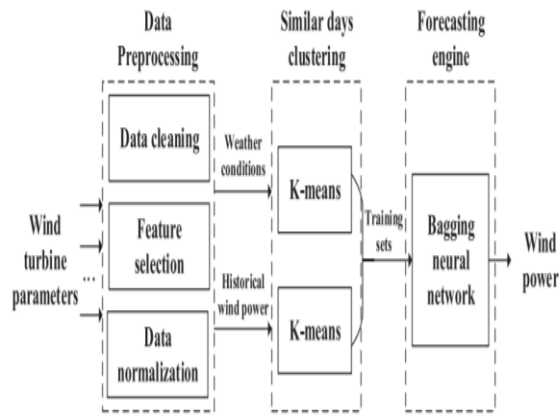 Data
Preprocessing
Similar days
clustering
Forecasting
engine
Data cleaning
Weather
conditions
K-means
Wind
turbine
parameters
...
Feature
selection
Training
sets
Bagging
neural
network
Wind
power
Historical
wind power
K-means
Data
normalization